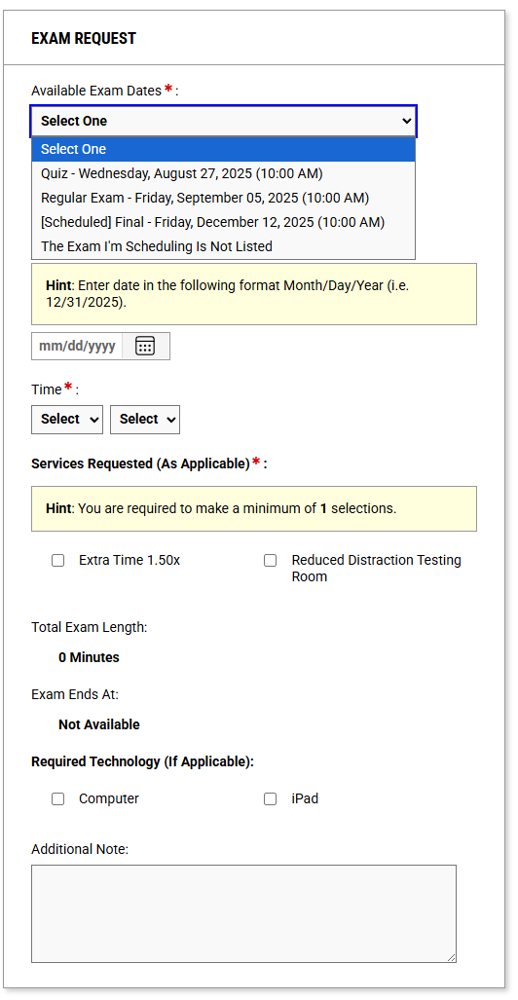 EXAM REQUEST
Available Exam Dates * :
Select One
Select One
Quiz - Wednesday, August 27, 2025 (10:00 AM)
Regular Exam - Friday, September 05, 2025 (10:00 AM)
[Scheduled] Final - Friday, December 12, 2025 (10:00 AM)
The Exam I'm Scheduling Is Not Listed
Hint: Enter date in the following format Month/Day/Year (i.e.
12/31/2025).
mm/dd/yyyy
Time * :
Select Select
Services Requested (As Applicable) * :
Hint: You are required to make a minimum of 1 selections.
Extra Time 1.50x Reduced Distraction Testing
Room
Total Exam Length:
0 Minutes
Exam Ends At:
Not Available
Required Technology (If Applicable):
Computer iPad
Additional Note: